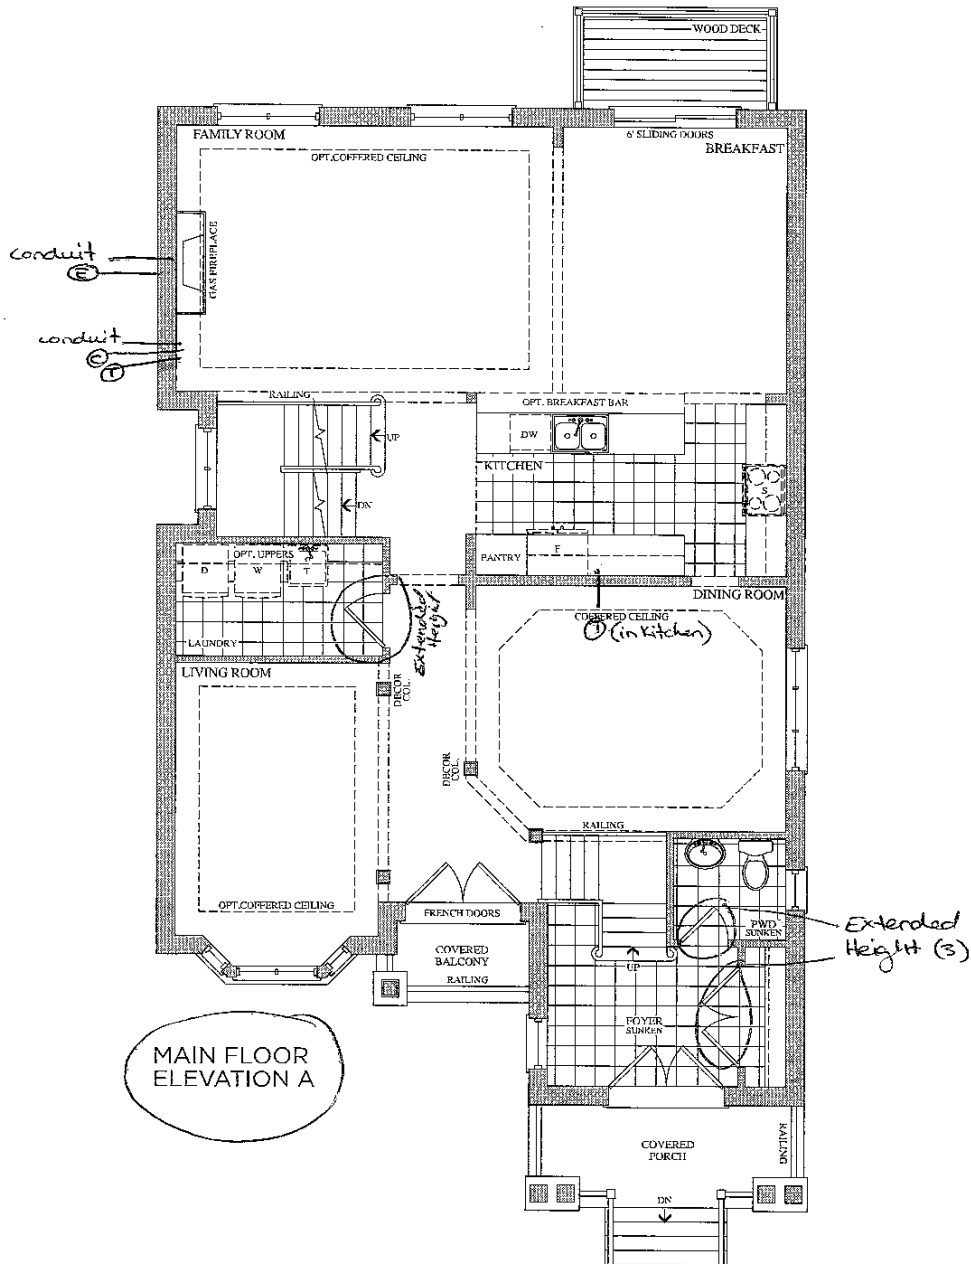 WOOD DECK
6' SLIDING DOORS
FAMILY ROOM
BREAKFAST
OPT.COFFERED CEILING
GAS FIREPLACE
conduit
E
conduit
C
T
RAILING
UP
DN
OPT. BREAKFAST BAR
DW
KITCHEN
S
PANTRY
F
OPT. UPPERS
D
W
T
LAUNDRY
Extended
Height
DINING ROOM
COFFERED CEILING
T (in Kitchen)
LIVING ROOM
DECOR
COL.
DECOR
COL.
OPT.COFFERED CEILING
RAILING
FRENCH DOORS
COVERED
BALCONY
RAILING
UP
PWD
SUNKEN
Extended
Height (3)
FOYER
SUNKEN
MAIN FLOOR
ELEVATION A
COVERED
PORCH
RAILING
DN